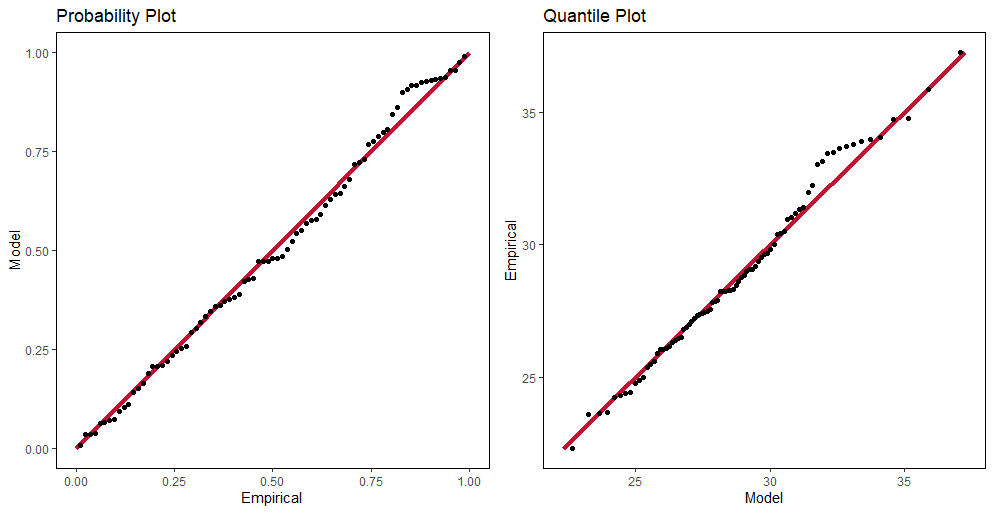 Probability Plot
1.00
0.75
0.50
0.25
0.00
Model
0.00 0.25 0.50 0.75 1.00
Empirical
Quantile Plot
35
30
25
Empirical
25 30 35
Model